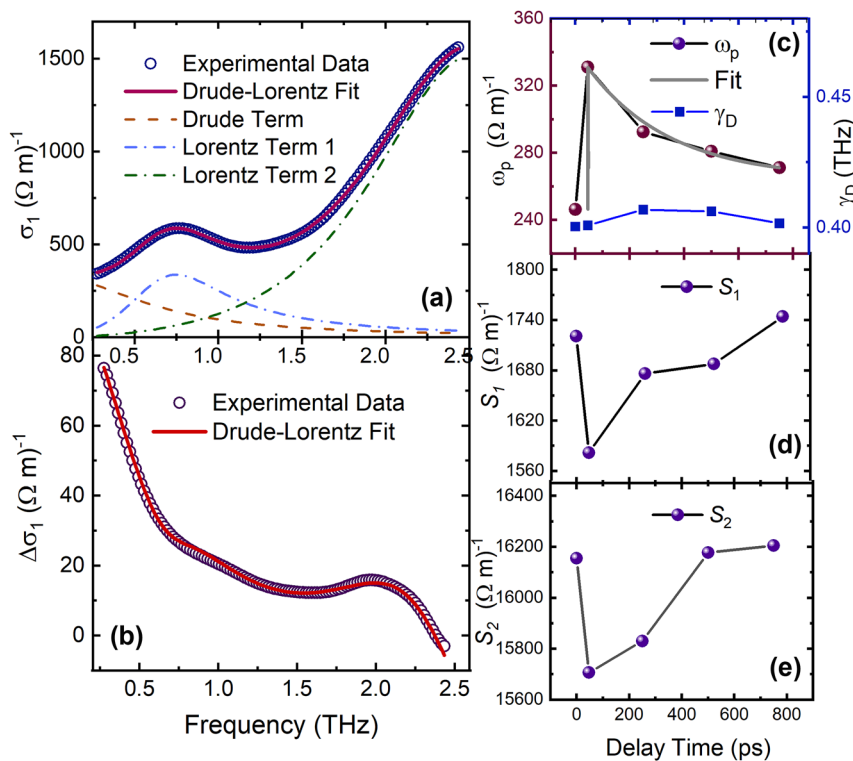 1500
1000
500
0
σ1 (Ω m)-1
Experimental Data
Drude-Lorentz Fit
Drude Term
Lorentz Term 1
Lorentz Term 2
(a)
0.5 1.0 1.5 2.0 2.5
80
60
40
20
0
Δσ1 (Ω m)-1
Experimental Data
Drude-Lorentz Fit
(b)
0.5 1.0 1.5 2.0 2.5
Frequency (THz)
360
330
300
270
240
ωp (Ω m)-1
ωp
Fit
γD
(c)
0.45
0.40
γD (THz)
1800
1740
1680
1620
1560
S1 (Ω m)-1
S1
(d)
16400
16200
16000
15800
15600
S2 (Ω m)-1
S2
(e)
0 200 400 600 800
Delay Time (ps)